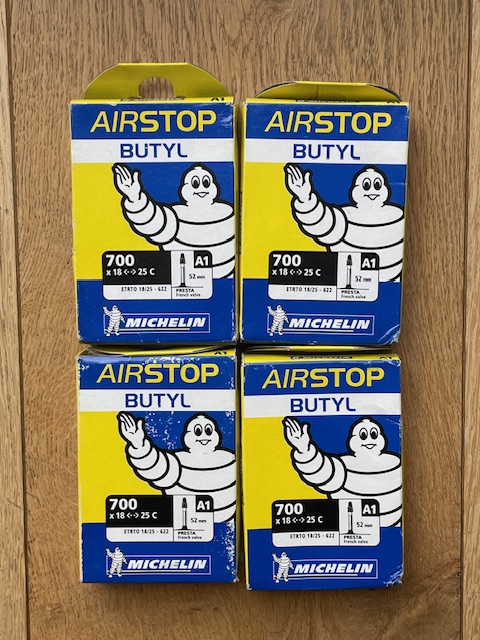 AIRSTOP
BUTYL
700
x 18 <-> 25 C
A1
52 mm
ETRTO 18/25 - 622
PRESTA
French valve
MICHELIN
AIRSTOP
BUTYL
700
x 18 <-> 25 C
A1
52 mm
ETRTO 18/25 - 622
PRESTA
French valve
MICHELIN
AIRSTOP
BUTYL
700
x 18 <-> 25 C
A1
52 mm
ETRTO 18/25 - 622
PRESTA
French valve
MICHELIN
AIRSTOP
BUTYL
700
x 18 <-> 25 C
A1
52 mm
ETRTO 18/25 - 622
PRESTA
French valve
MICHELIN